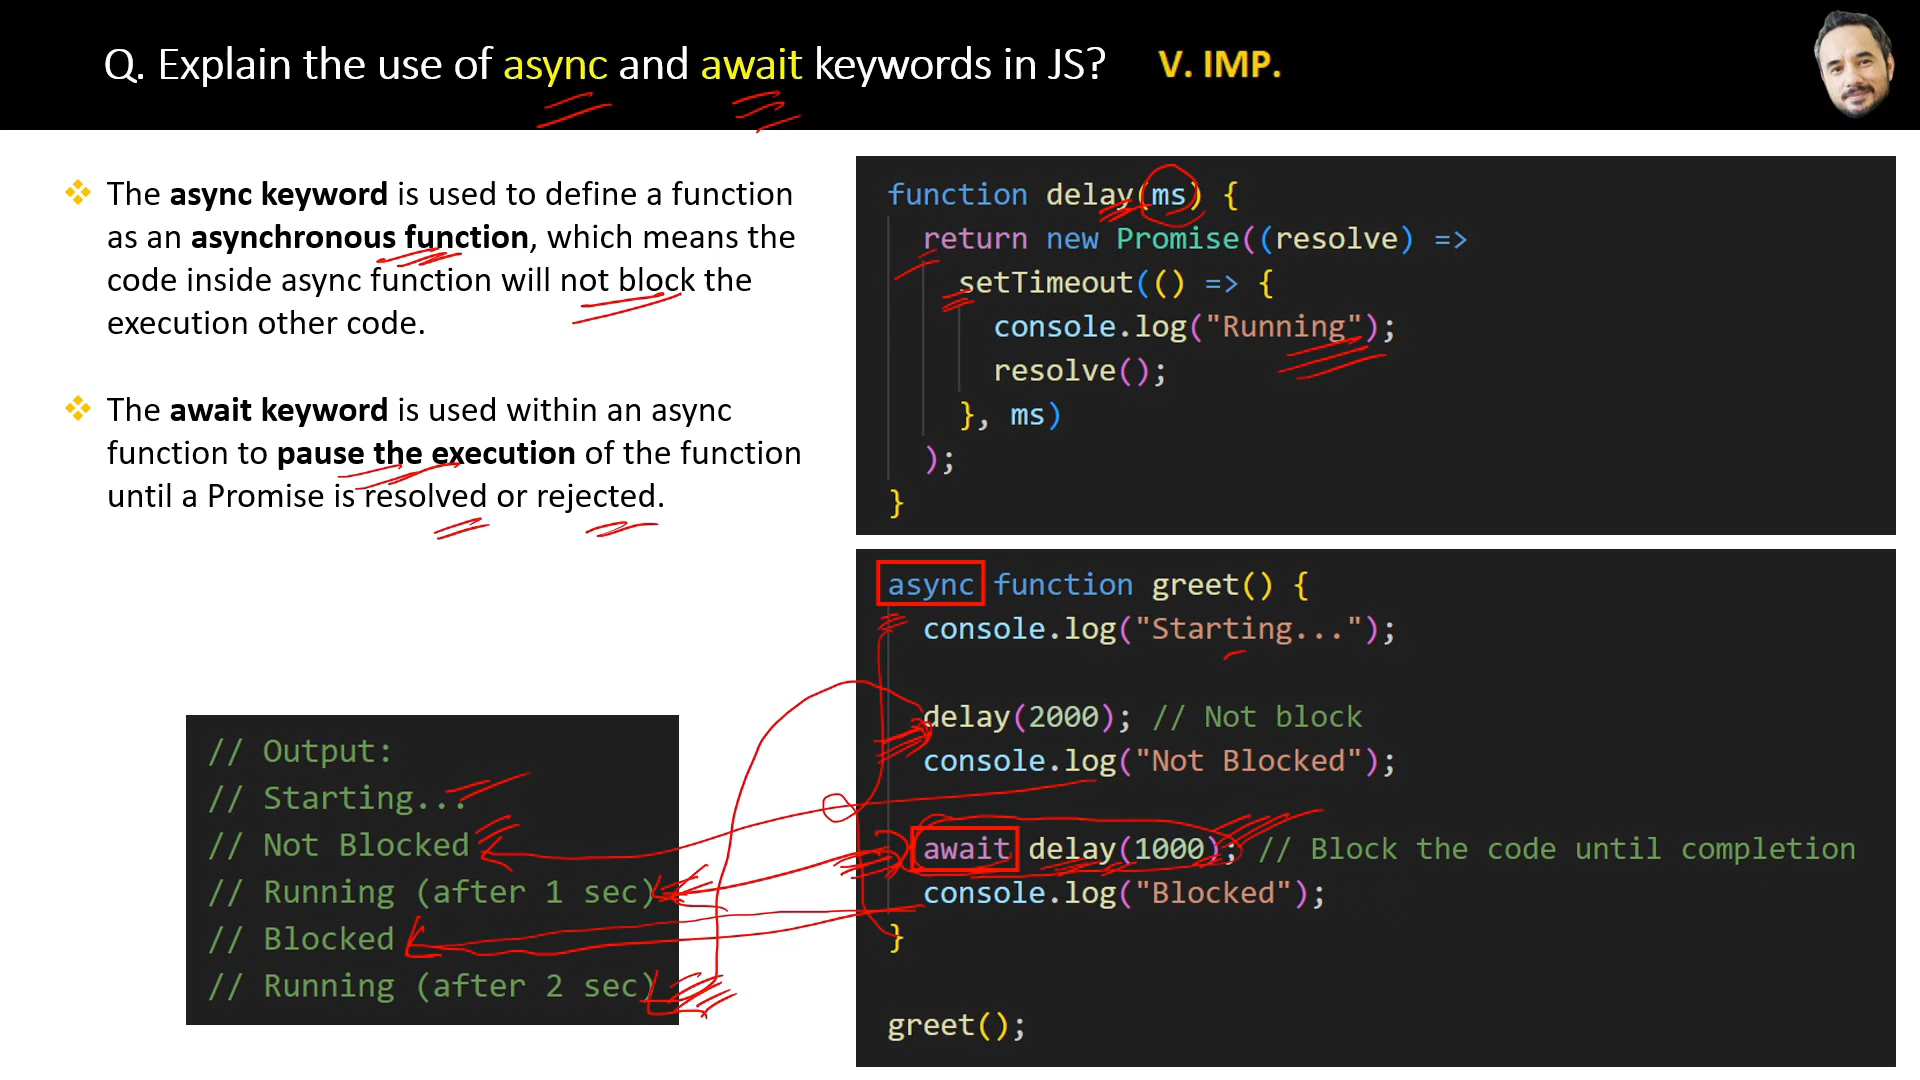 Q. Explain the use of async and await keywords in JS? V. IMP.
The async keyword is used to define a function
as an asynchronous function, which means the
code inside async function will not block the
execution other code.
The await keyword is used within an async
function to pause the execution of the function
until a Promise is resolved or rejected.
function delay(ms) {
return new Promise((resolve) =>
setTimeout(() => {
console.log("Running");
resolve();
}, ms)
);
}
async function greet() {
console.log("Starting...");
delay(2000); // Not block
console.log("Not Blocked");
await delay(1000); // Block the code until completion
console.log("Blocked");
}
greet();
// Output:
// Starting...
// Not Blocked
// Running (after 1 sec)
// Blocked
// Running (after 2 sec)